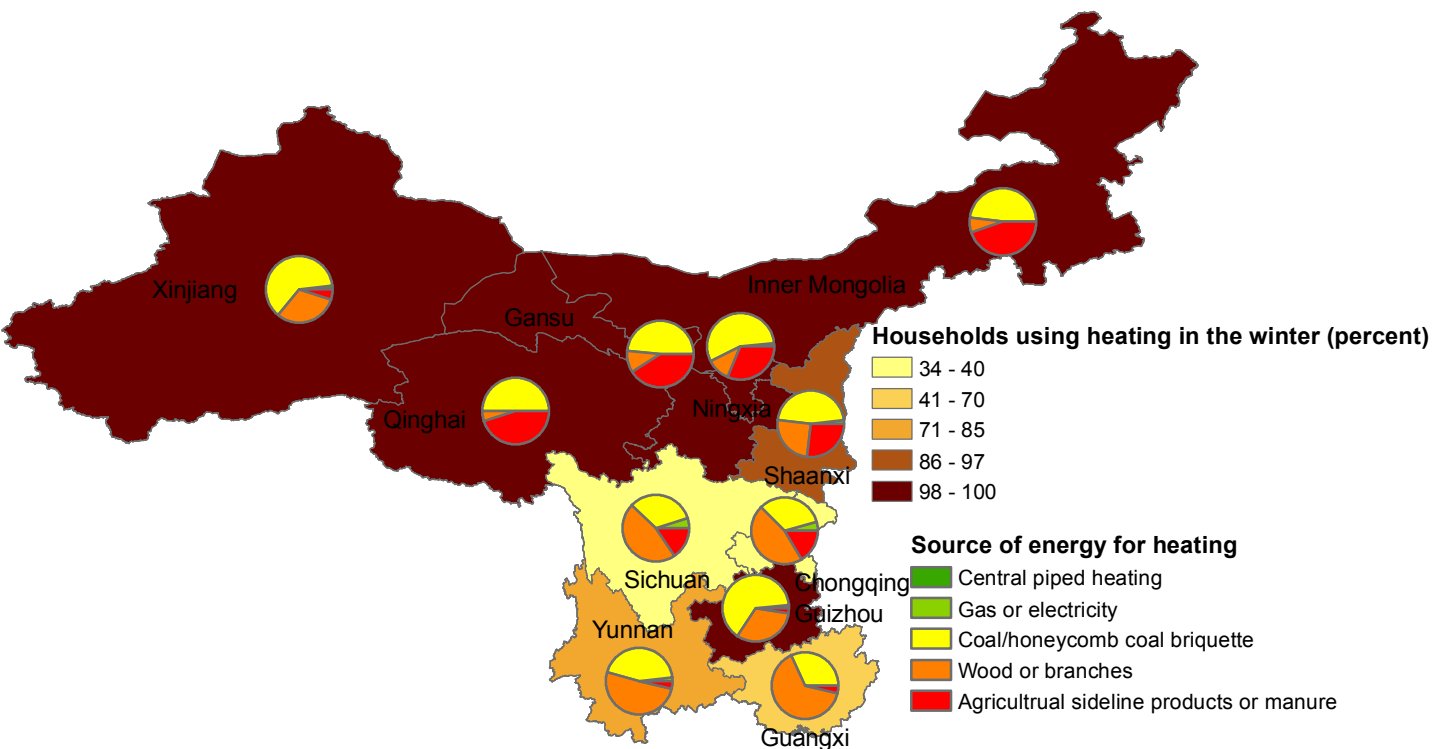 Xinjiang
Gansu
Inner Mongolia
Qinghai
Ningxia
Shaanxi
Sichuan
Chongqing
Guizhou
Yunnan
Guangxi
Households using heating in the winter (percent)
34 - 40
41 - 70
71 - 85
86 - 97
98 - 100
Source of energy for heating
Central piped heating
Gas or electricity
Coal/honeycomb coal briquette
Wood or branches
Agricultrual sideline products or manure